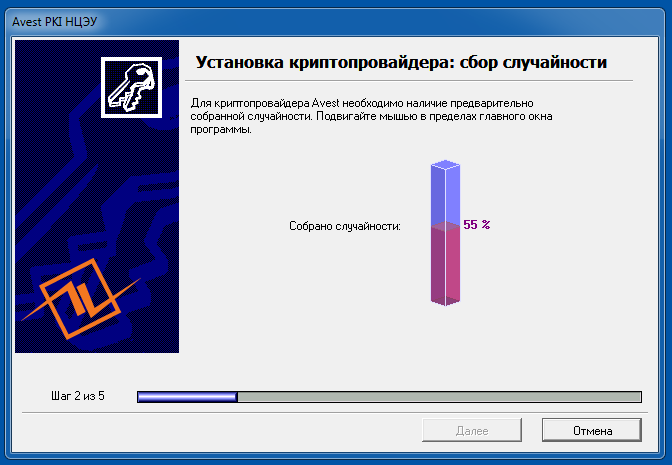 Avest PKI НЦЭУ
Установка криптопровайдера: сбор случайности
Для криптопровайдера Avest необходимо наличие предварительно
собранной случайности. Подвигайте мышью в пределах главного окна
программы.
Собрано случайности:
55 %
Шаг 2 из 5
Далее
Отмена